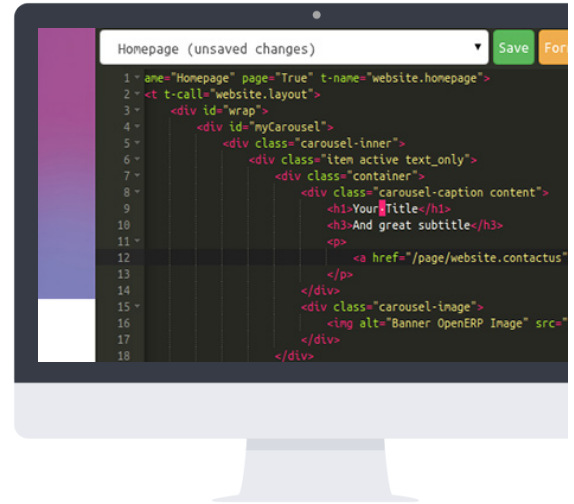 Homepage (unsaved changes) Save Form
1 ame="Homepage" page="True" t-name="website.homepage">
2 <t t-call="website.layout">
3 <div id="wrap">
4 <div id="myCarousel">
5 <div class="carousel-inner">
6 <div class="item active text_only">
7 <div class="container">
8 <div class="carousel-caption content">
9 <h1>Your·Title</h1>
10 <h3>And great subtitle</h3>
11 <p>
12 <a href="/page/website.contactus"
13 </p>
14 </div>
15 <div class="carousel-image">
16 <img alt="Banner OpenERP Image" src="
17 </div>
18 </div>